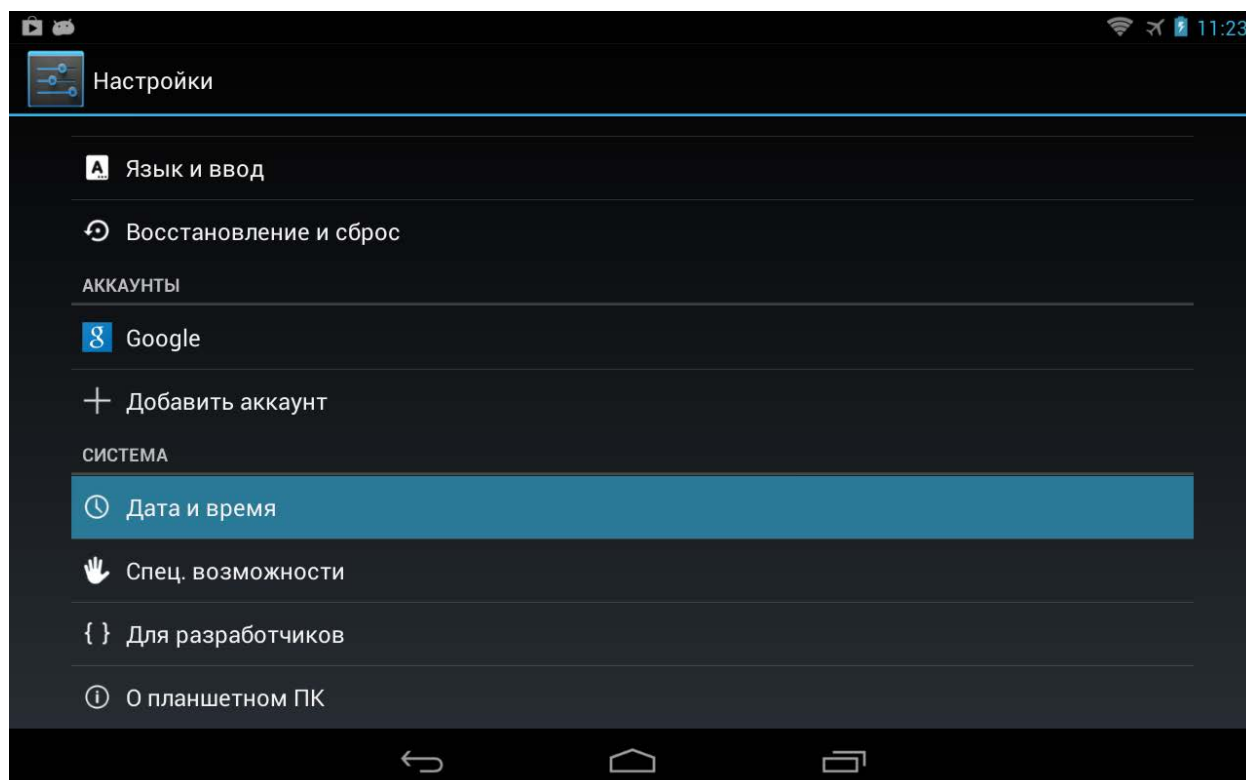 11:23
Настройки
Язык и ввод
Восстановление и сброс
АККАУНТЫ
Google
Добавить аккаунт
СИСТЕМА
Дата и время
Спец. возможности
{ } Для разработчиков
О планшетном ПК